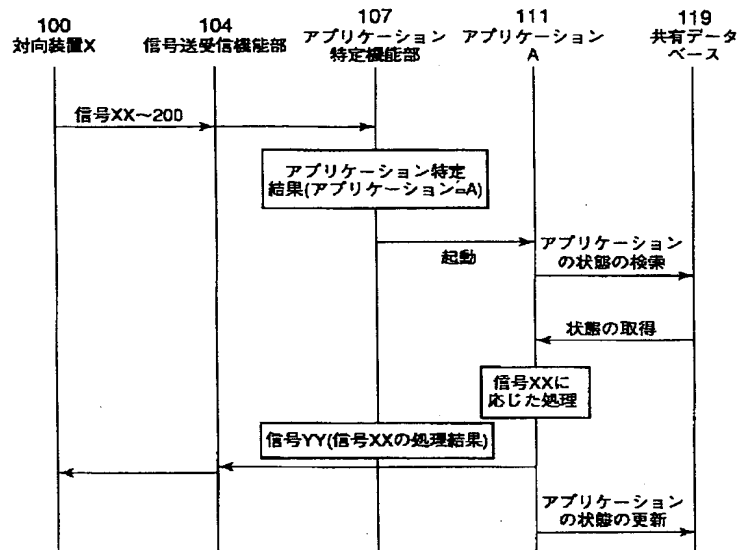 100
対向装置X
104
信号送受信機能部
107
アプリケーション
特定機能部
111
アプリケーション
A
119
共有データ
ベース
信号XX～200
アプリケーション特定
結果(アプリケーション=A)
起動
アプリケーション
の状態の検索
状態の取得
信号XXに
応じた処理
信号YY(信号XXの処理結果)
アプリケーション
の状態の更新